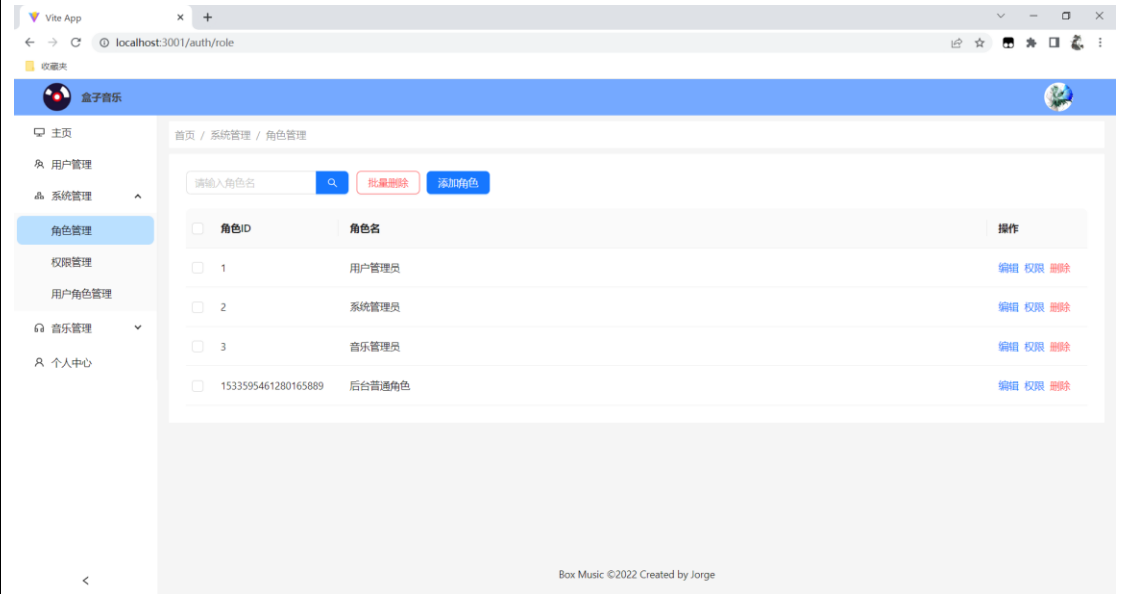 Vite App
localhost:3001/auth/role
收藏夹
盒子音乐
主页
首页 / 系统管理 / 角色管理
用户管理
请输入角色名 批量删除 添加角色
系统管理
角色ID 角色名 操作
角色管理
权限管理
1 用户管理员 编辑 权限 删除
用户角色管理
2 系统管理员 编辑 权限 删除
音乐管理
3 音乐管理员 编辑 权限 删除
个人中心
1533595461280165889 后台普通角色 编辑 权限 删除
Box Music ©2022 Created by Jorge